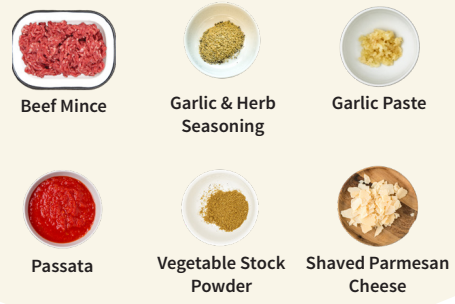 Beef Mince
Garlic & Herb
Seasoning
Garlic Paste
Passata
Vegetable Stock
Powder
Shaved Parmesan
Cheese